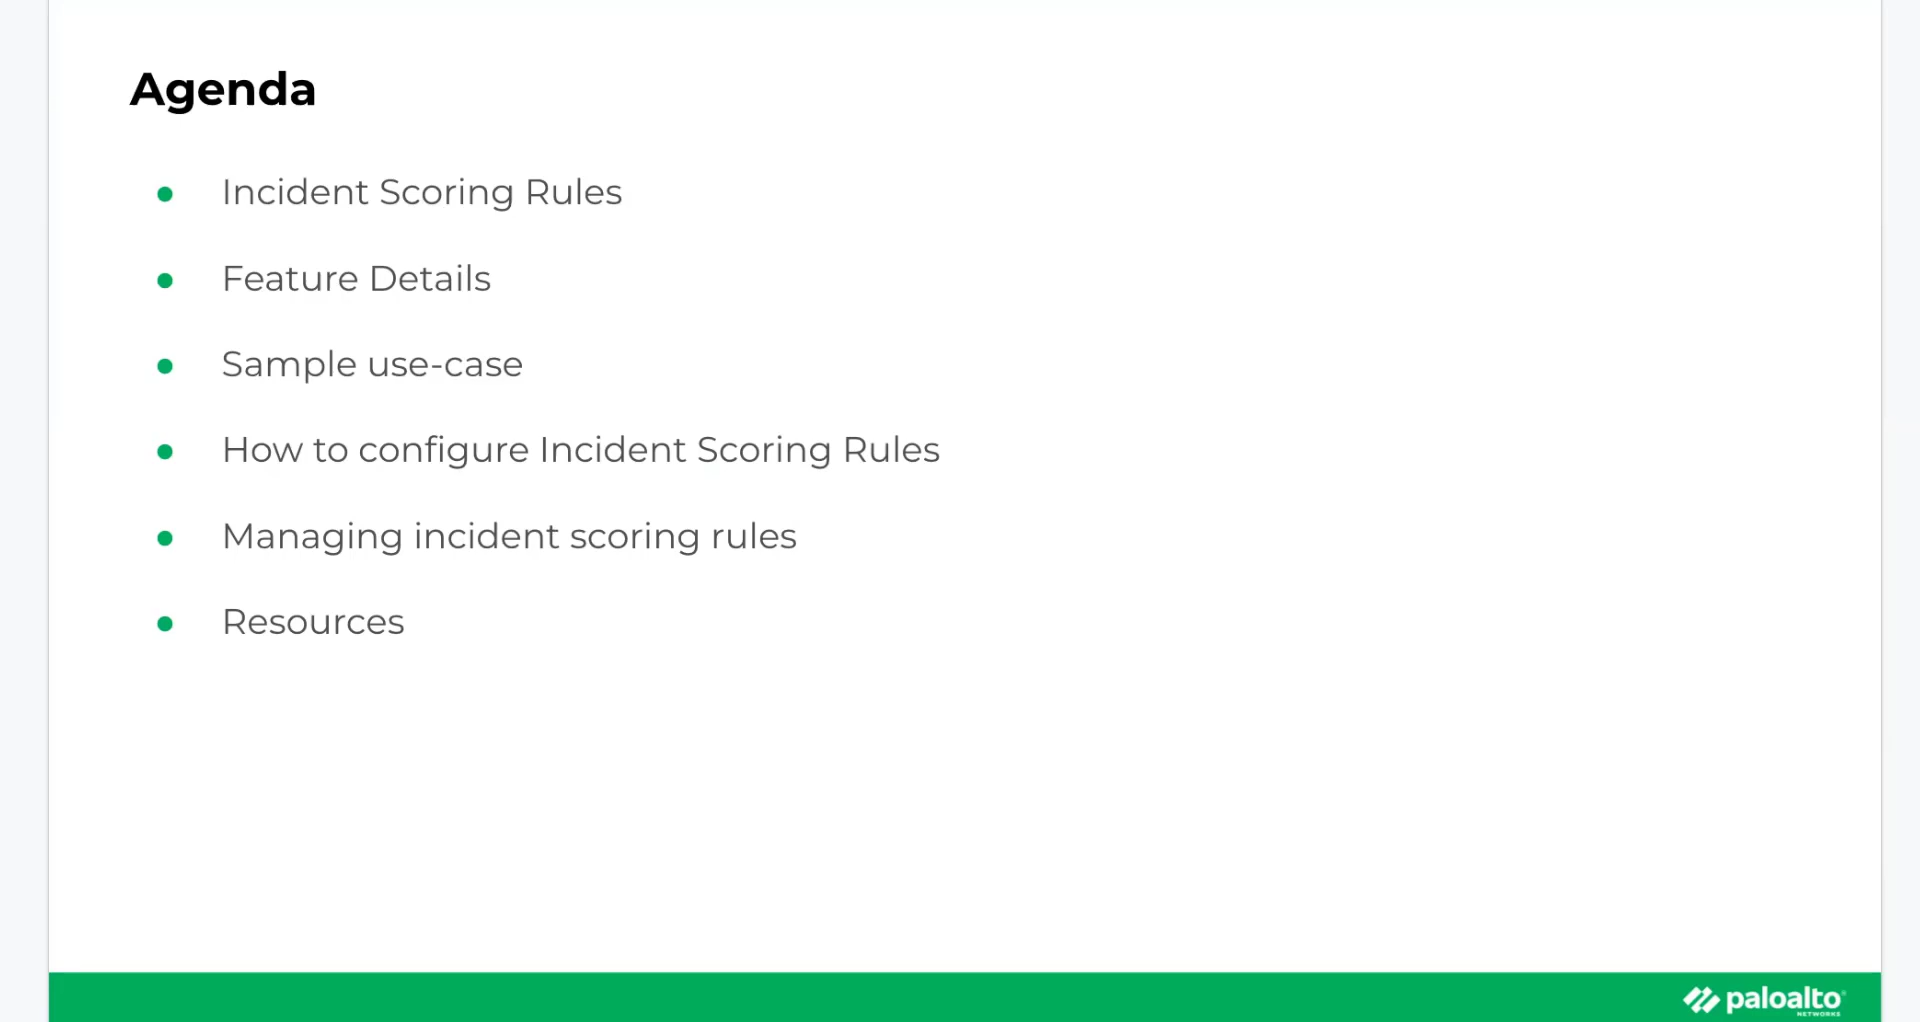 Agenda
Incident Scoring Rules
Feature Details
Sample use-case
How to configure Incident Scoring Rules
Managing incident scoring rules
Resources
paloalto
NETWORKS